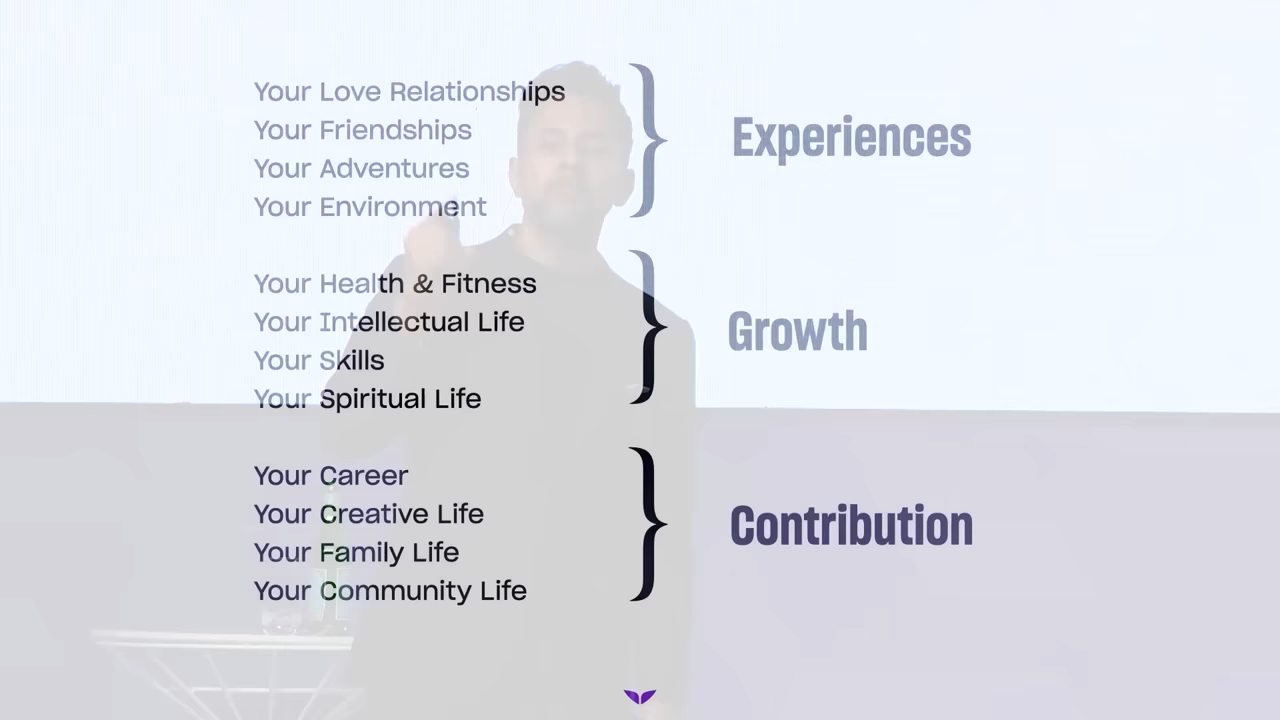 Your Love Relationships
Your Friendships
Your Adventures
Your Environment
Experiences
Your Health & Fitness
Your Intellectual Life
Your Skills
Your Spiritual Life
Growth
Your Career
Your Creative Life
Your Family Life
Your Community Life
Contribution